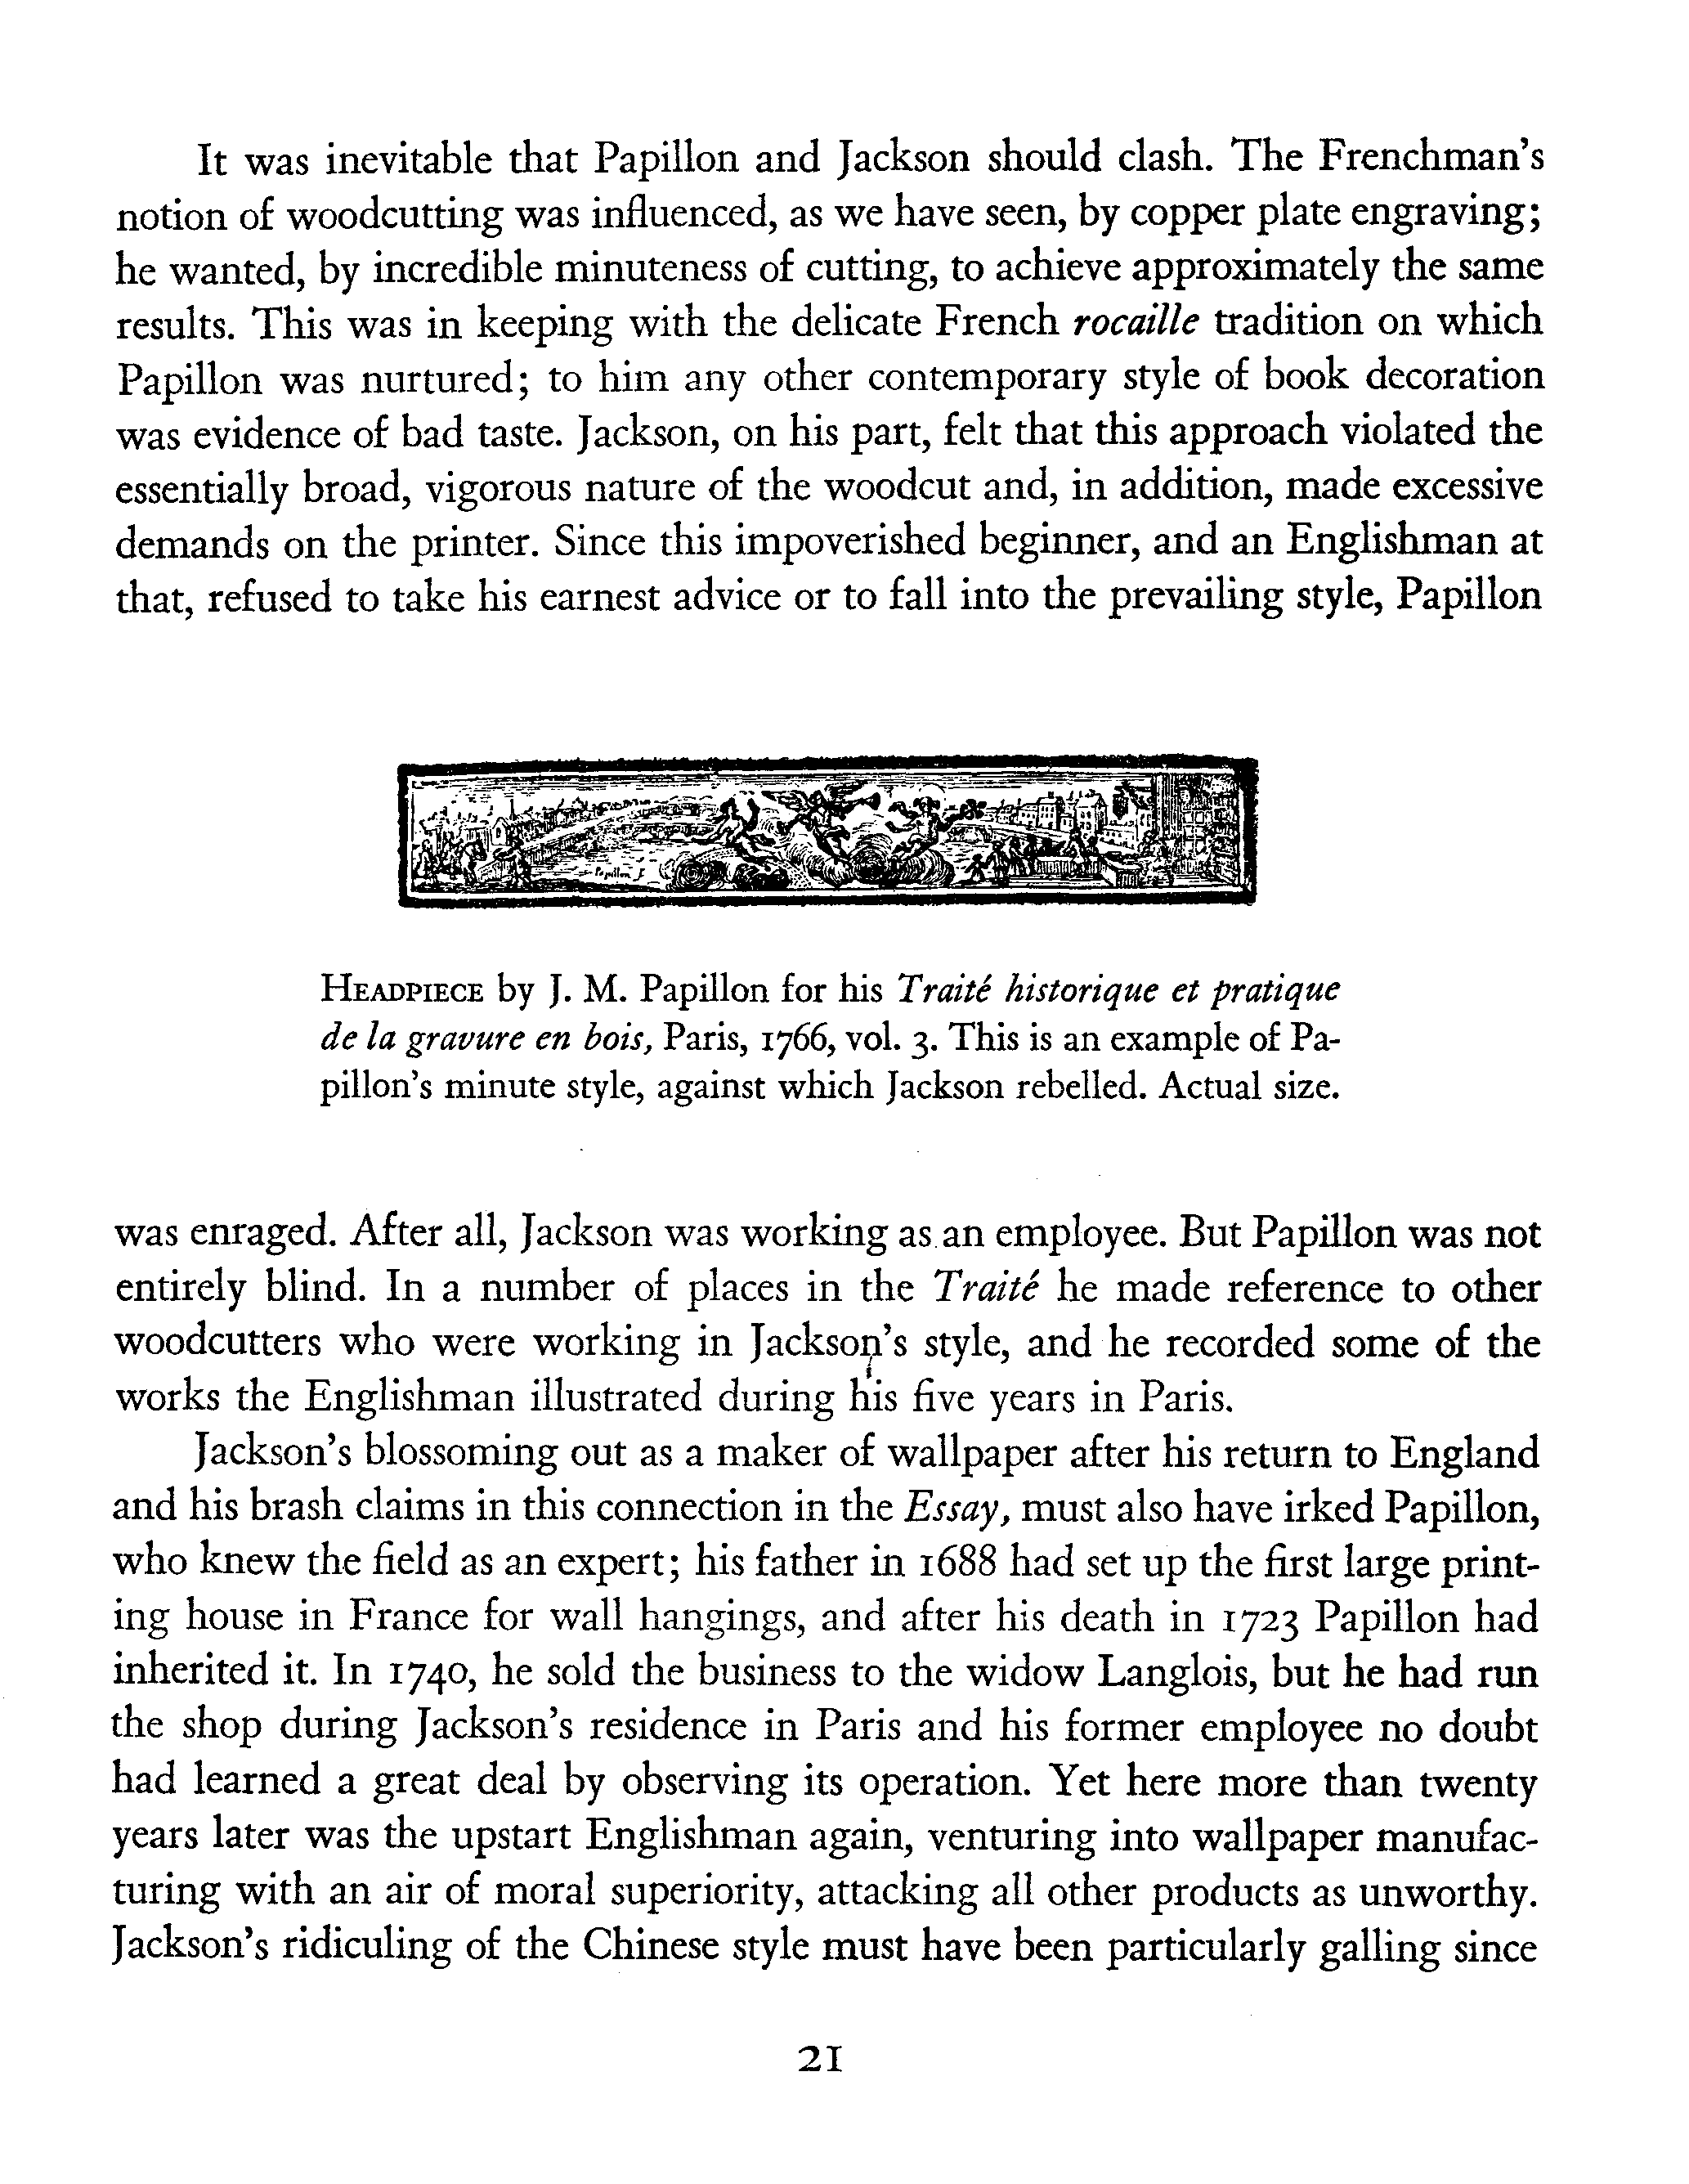 It was inevitable that Papillon and Jackson should clash. The Frenchman's
notion of woodcutting was influenced, as we have seen, by copper plate engraving;
he wanted, by incredible minuteness of cutting, to achieve approximately the same
results. This was in keeping with the delicate French rocaille tradition on which
Papillon was nurtured; to him any other contemporary style of book decoration
was evidence of bad taste. Jackson, on his part, felt that this approach violated the
essentially broad, vigorous nature of the woodcut and, in addition, made excessive
demands on the printer. Since this impoverished beginner, and an Englishman at
that, refused to take his earnest advice or to fall into the prevailing style, Papillon
Papillon
HEADPIECE by J. M. Papillon for his Traité historique et pratique
de la gravure en bois, Paris, 1766, vol. 3. This is an example of Pa-
pillon's minute style, against which Jackson rebelled. Actual size.
was enraged. After all, Jackson was working as an employee. But Papillon was not
entirely blind. In a number of places in the Traité he made reference to other
woodcutters who were working in Jackson's style, and he recorded some of the
works the Englishman illustrated during his five years in Paris.
Jackson's blossoming out as a maker of wallpaper after his return to England
and his brash claims in this connection in the Essay, must also have irked Papillon,
who knew the field as an expert; his father in 1688 had set up the first large print-
ing house in France for wall hangings, and after his death in 1723 Papillon had
inherited it. In 1740, he sold the business to the widow Langlois, but he had run
the shop during Jackson's residence in Paris and his former employee no doubt
had learned a great deal by observing its operation. Yet here more than twenty
years later was the upstart Englishman again, venturing into wallpaper manufac-
turing with an air of moral superiority, attacking all other products as unworthy.
Jackson's ridiculing of the Chinese style must have been particularly galling since
21